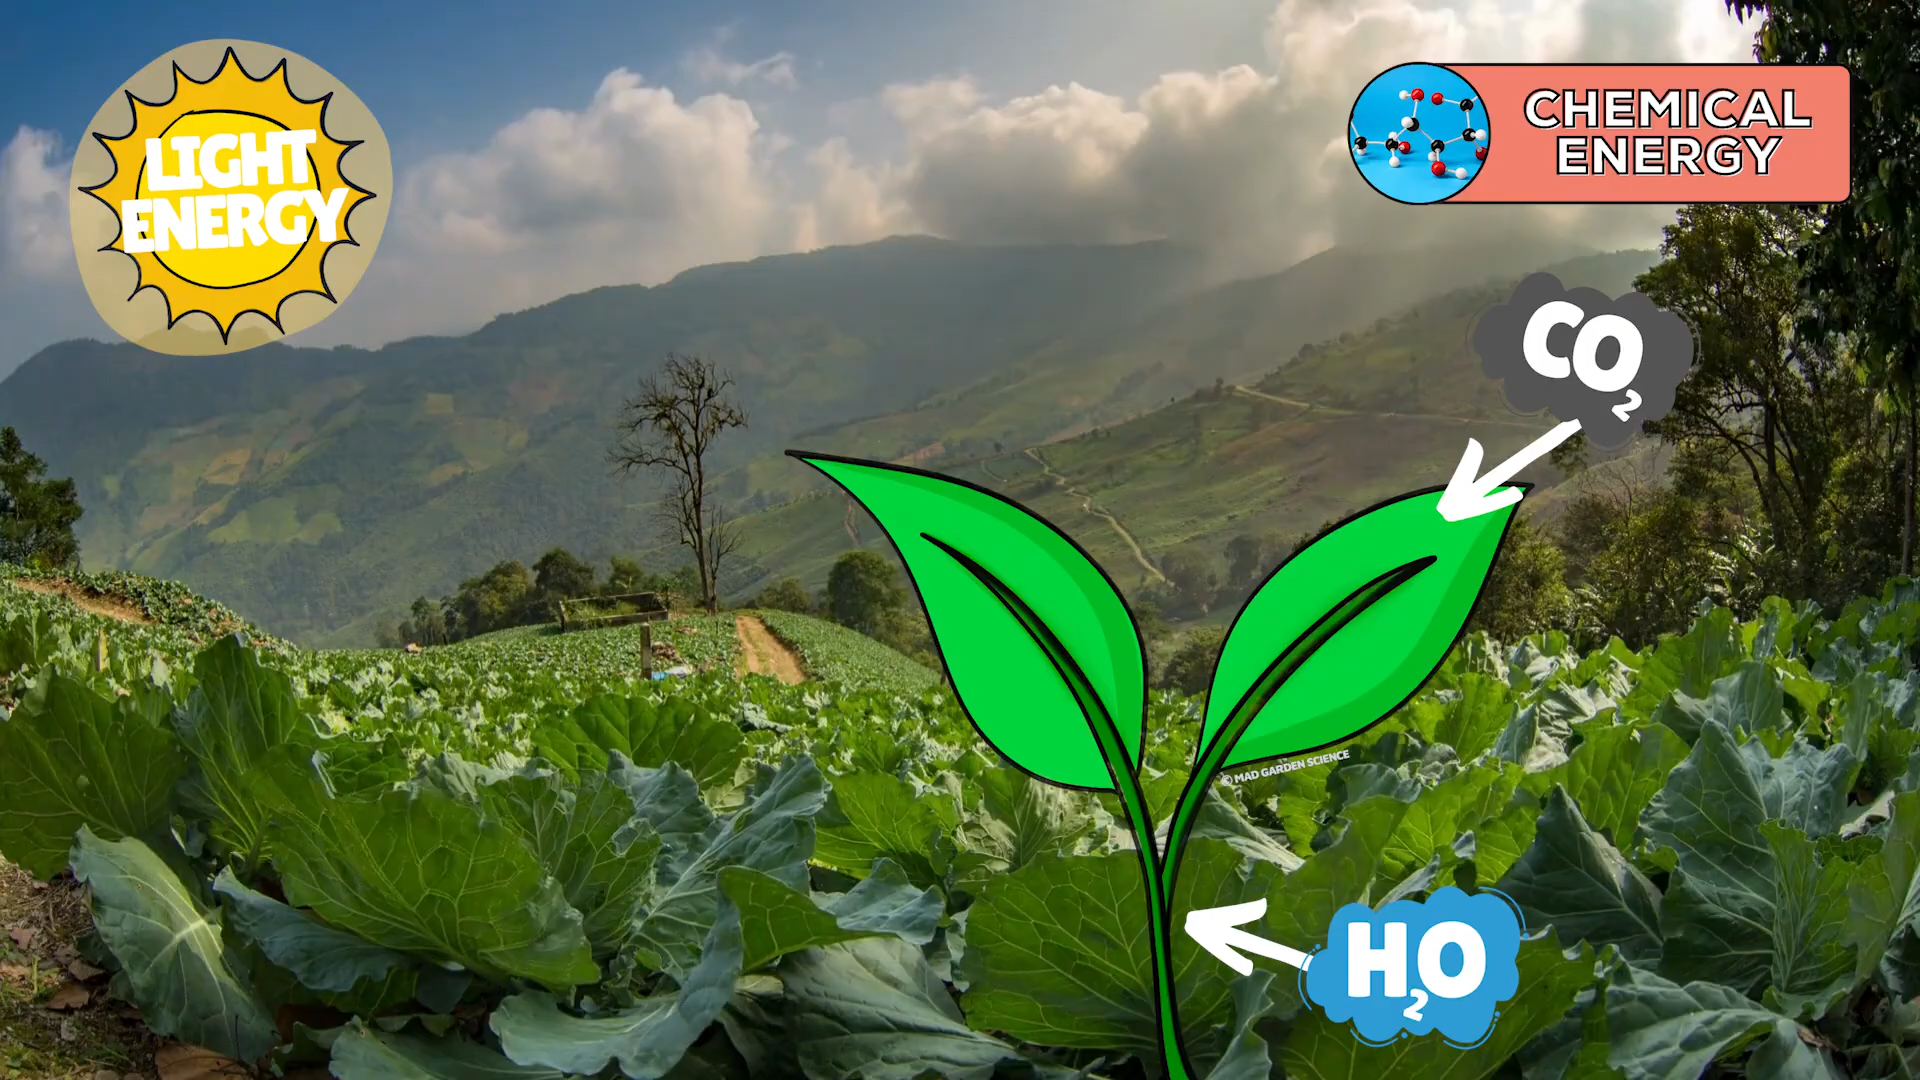 LIGHT
ENERGY
CHEMICAL
ENERGY
CO₂
© MAD GARDEN SCIENCE
H₂O